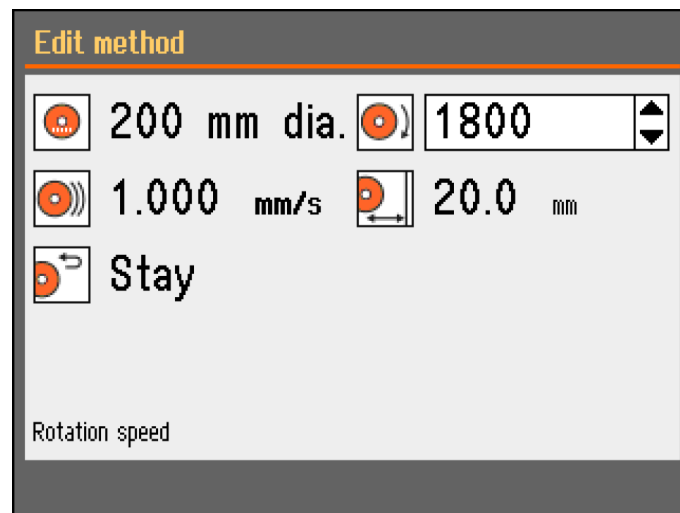 Edit method
200 mm dia. 1800
1.000 mm/s 20.0 mm
Stay
Rotation speed